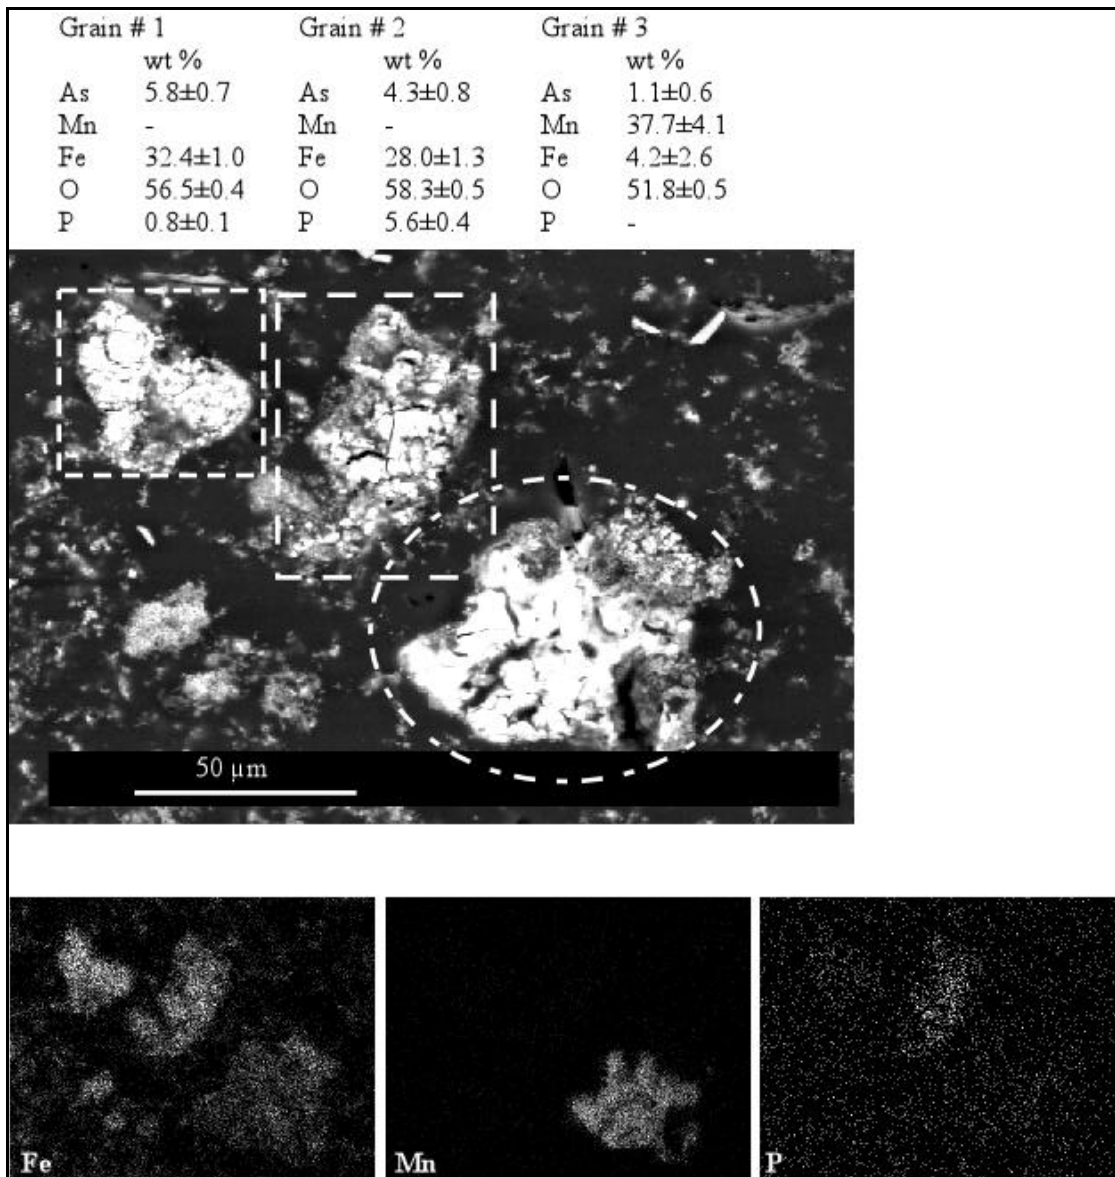 Grain # 1 Grain # 2 Grain # 3
wt % wt % wt %
As 5.8±0.7 As 4.3±0.8 As 1.1±0.6
Mn - Mn - Mn 37.7±4.1
Fe 32.4±1.0 Fe 28.0±1.3 Fe 4.2±2.6
O 56.5±0.4 O 58.3±0.5 O 51.8±0.5
P 0.8±0.1 P 5.6±0.4 P -
50 µm
Fe Mn P